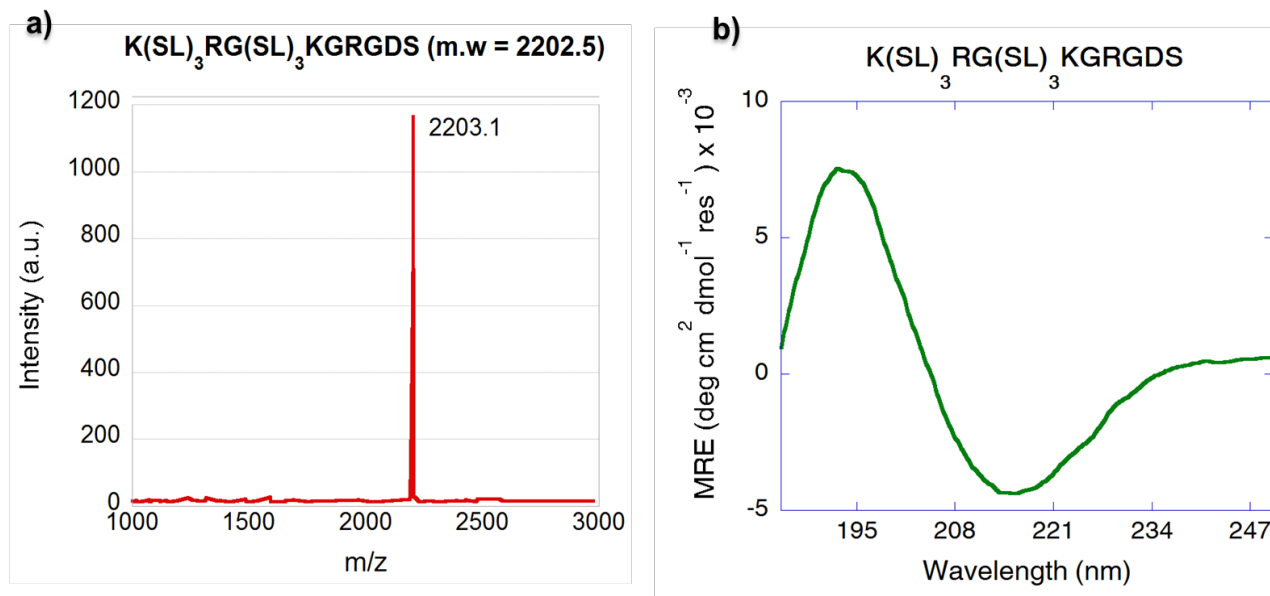 a)
K(SL)3RG(SL)3KGRGDS (m.w = 2202.5)
1200
1000
800
600
400
200
0
2203.1
Intensity (a.u.)
1000 1500 2000 2500 3000
m/z
b)
K(SL)3RG(SL)3KGRGDS
10
5
0
-5
MRE (deg cm2 dmol-1 res-1) x 10-3
195 208 221 234 247
Wavelength (nm)